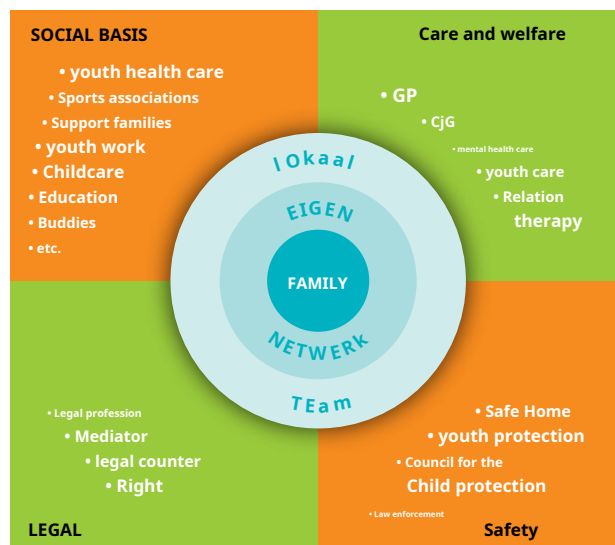 SOCIAL BASIS
• youth health care
• Sports associations
• Support families
• youth work
• Childcare
• Education
• Buddies
• etc.
Care and welfare
• GP
• CjG
• mental health care
• youth care
• Relation
therapy
lOkaal
EIGEN
FAMILY
NETWERk
TEam
• Legal profession
• Mediator
• legal counter
• Right
LEGAL
• Safe Home
• youth protection
• Council for the
Child protection
• Law enforcement
Safety